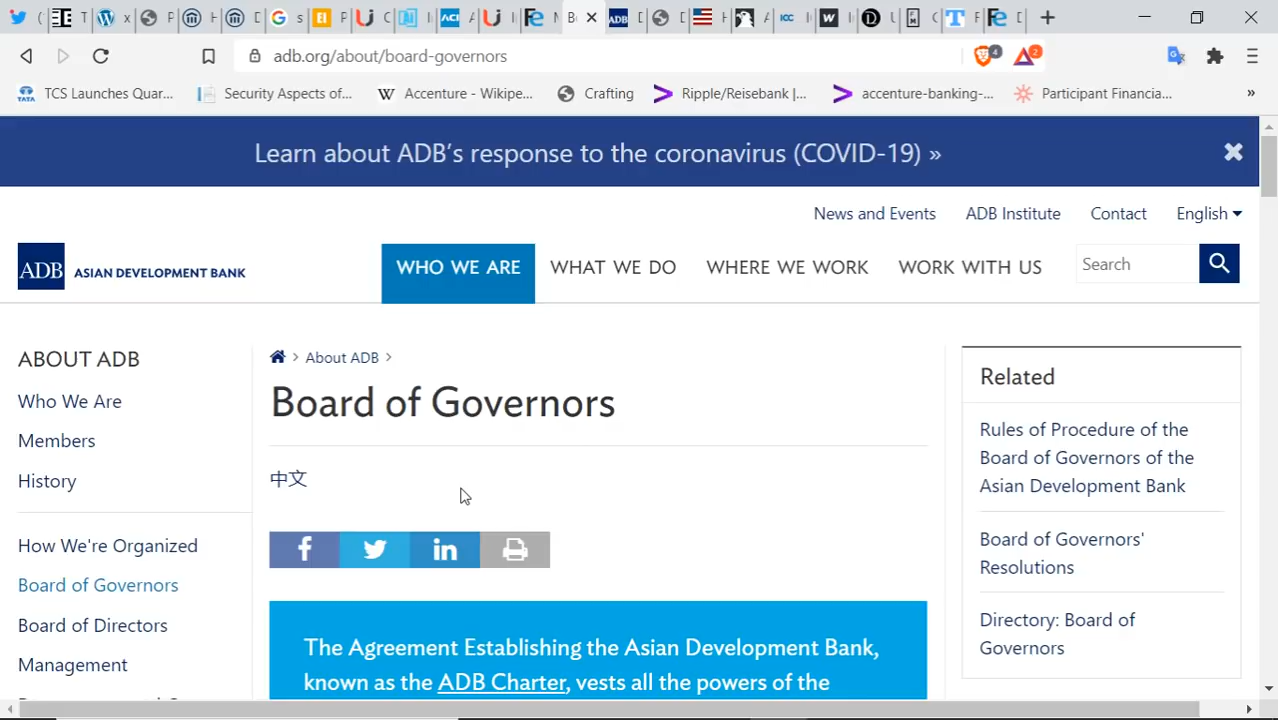 adb.org/about/board-governors
4
2
TCS Launches Quar...
Security Aspects of...
Accenture - Wikipe...
Crafting
Ripple/Reisebank |...
accenture-banking-...
Participant Financia...
Learn about ADB's response to the coronavirus (COVID-19) »
News and Events
ADB Institute
Contact
English
ADB ASIAN DEVELOPMENT BANK
WHO WE ARE
WHAT WE DO
WHERE WE WORK
WORK WITH US
Search
ABOUT ADB
Who We Are
Members
History
How We're Organized
Board of Governors
Board of Directors
Management
About ADB
Board of Governors
中文
The Agreement Establishing the Asian Development Bank,
known as the ADB Charter, vests all the powers of the
Related
Rules of Procedure of the
Board of Governors of the
Asian Development Bank
Board of Governors'
Resolutions
Directory: Board of
Governors